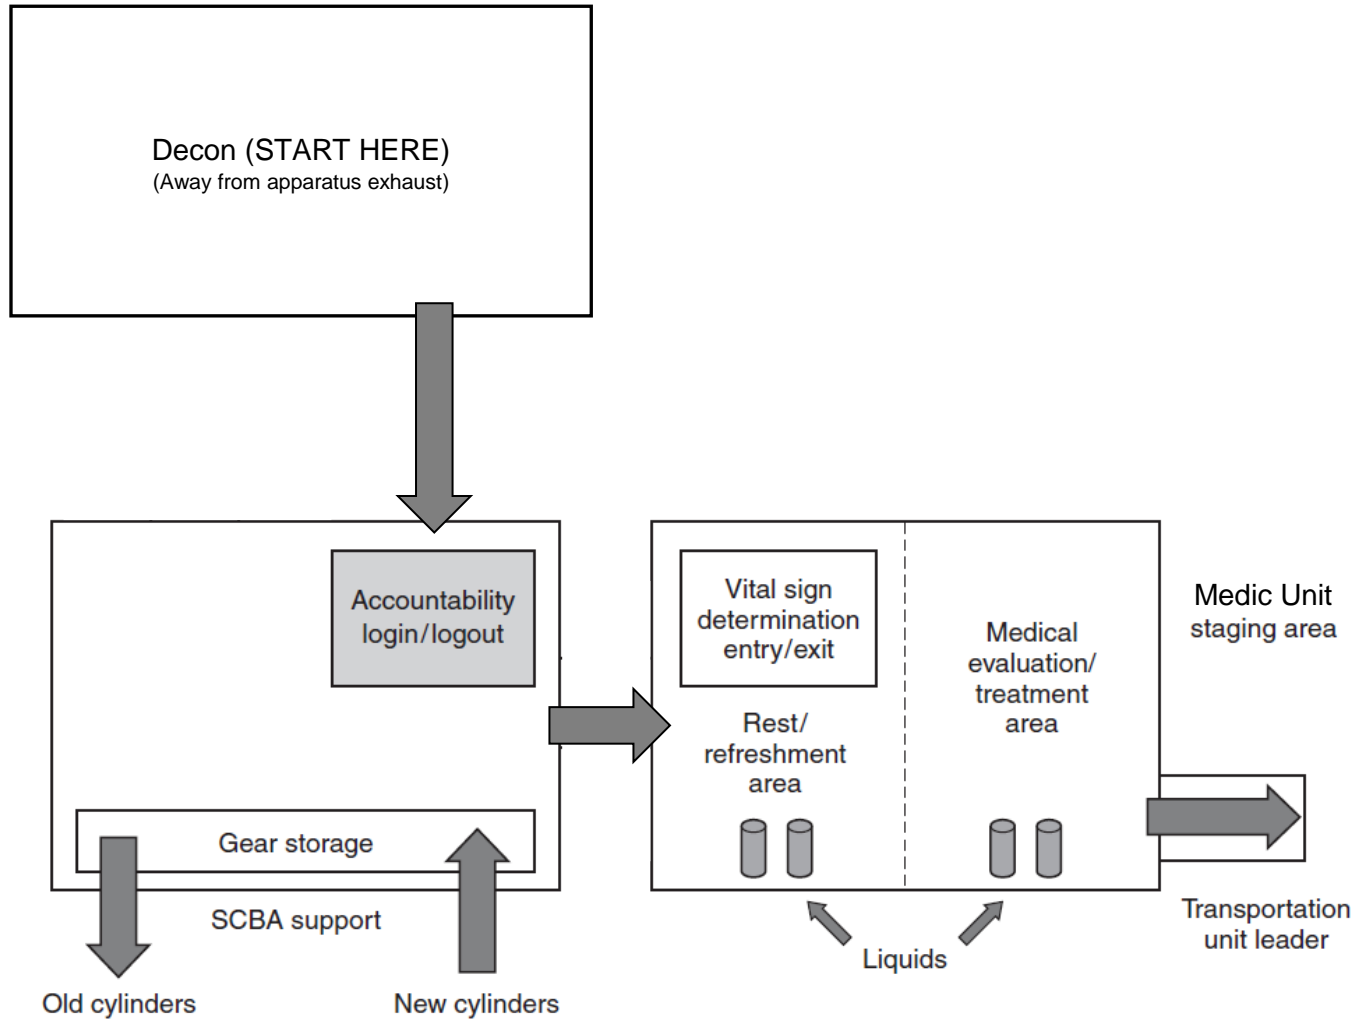 Decon (START HERE)
(Away from apparatus exhaust)
Accountability
login/logout
Gear storage
SCBA support
Old cylinders
New cylinders
Vital sign
determination
entry/exit
Rest/
refreshment
area
Medical
evaluation/
treatment
area
Liquids
Medic Unit
staging area
Transportation
unit leader